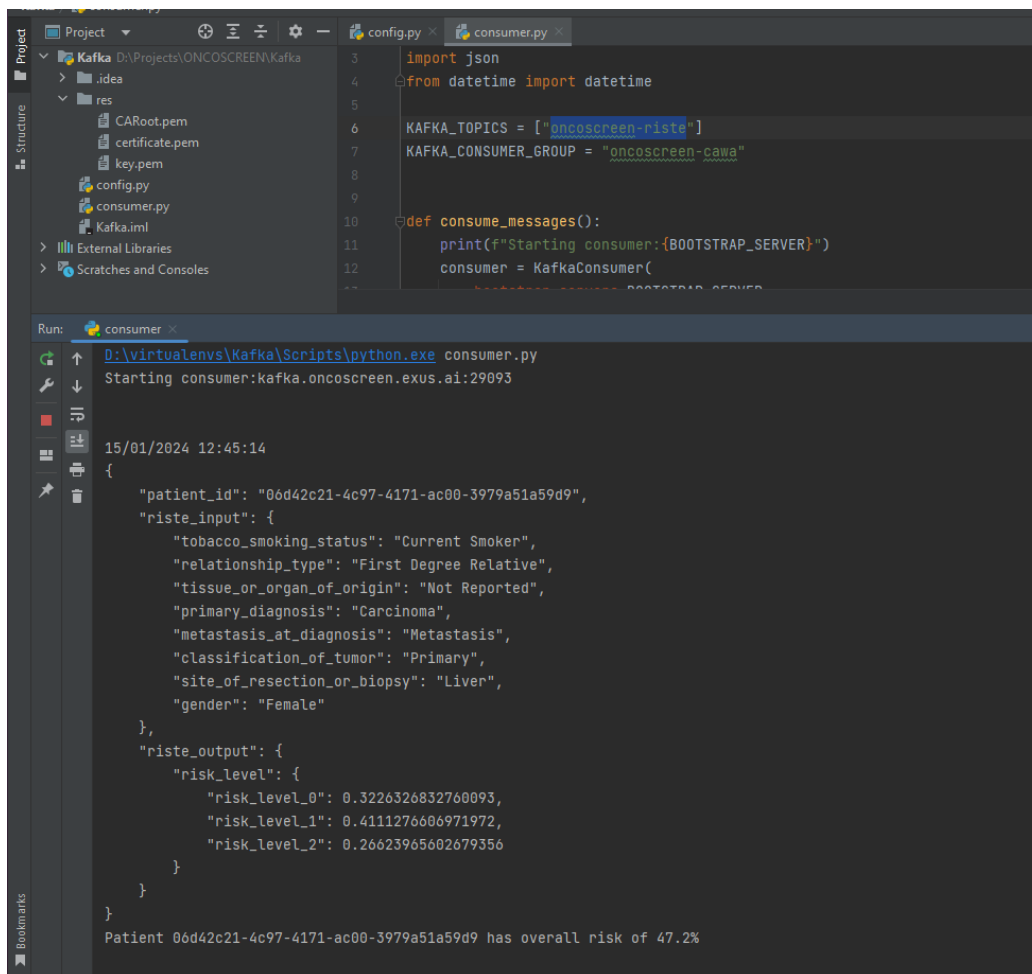 Project
config.py
consumer.py
Project
Kafka D:\Projects\ONCOSCREEN\Kafka
.idea
res
CARoot.pem
certificate.pem
key.pem
config.py
consumer.py
Kafka.iml
External Libraries
Scratches and Consoles
Structure
3 import json
4 from datetime import datetime
5
6 KAFKA_TOPICS = ["oncoscreen-riste"]
7 KAFKA_CONSUMER_GROUP = "oncoscreen-cawa"
8
9
10 def consume_messages():
11 print(f"Starting consumer:{BOOTSTRAP_SERVER}")
12 consumer = KafkaConsumer(
Run: consumer
D:\virtualenvs\Kafka\Scripts\python.exe consumer.py
Starting consumer:kafka.oncoscreen.exus.ai:29093
15/01/2024 12:45:14
{
"patient_id": "06d42c21-4c97-4171-ac00-3979a51a59d9",
"riste_input": {
"tobacco_smoking_status": "Current Smoker",
"relationship_type": "First Degree Relative",
"tissue_or_organ_of_origin": "Not Reported",
"primary_diagnosis": "Carcinoma",
"metastasis_at_diagnosis": "Metastasis",
"classification_of_tumor": "Primary",
"site_of_resection_or_biopsy": "Liver",
"gender": "Female"
},
"riste_output": {
"risk_level": {
"risk_level_0": 0.3226326832760093,
"risk_level_1": 0.4111276606971972,
"risk_level_2": 0.26623965602679356
}
}
}
Patient 06d42c21-4c97-4171-ac00-3979a51a59d9 has overall risk of 47.2%
Bookmarks